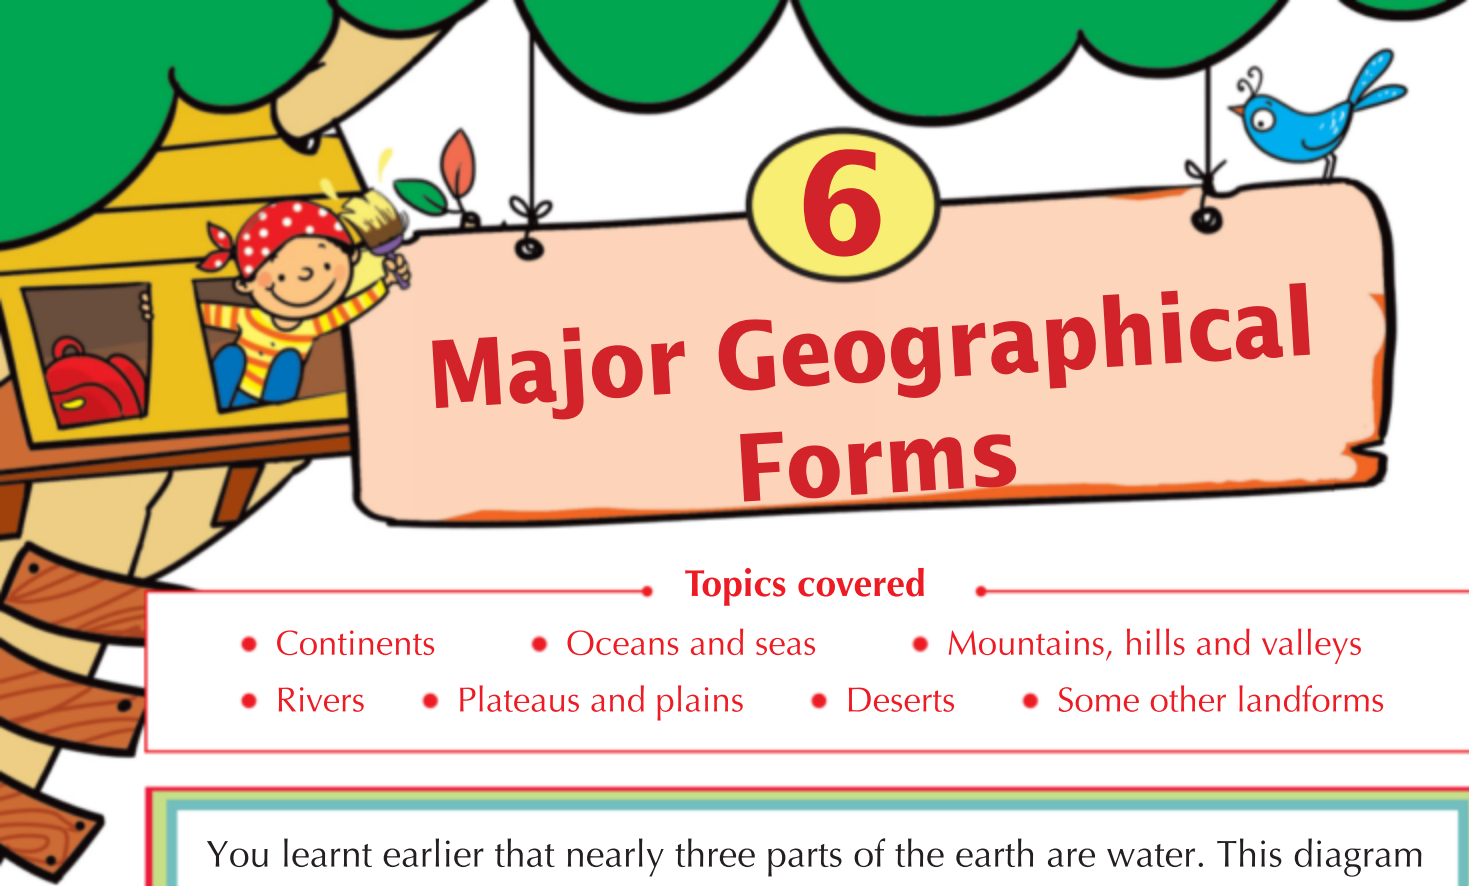 6
Major Geographical
Forms
Topics covered
• Continents • Oceans and seas • Mountains, hills and valleys
• Rivers • Plateaus and plains • Deserts • Some other landforms
You learnt earlier that nearly three parts of the earth are water. This diagram